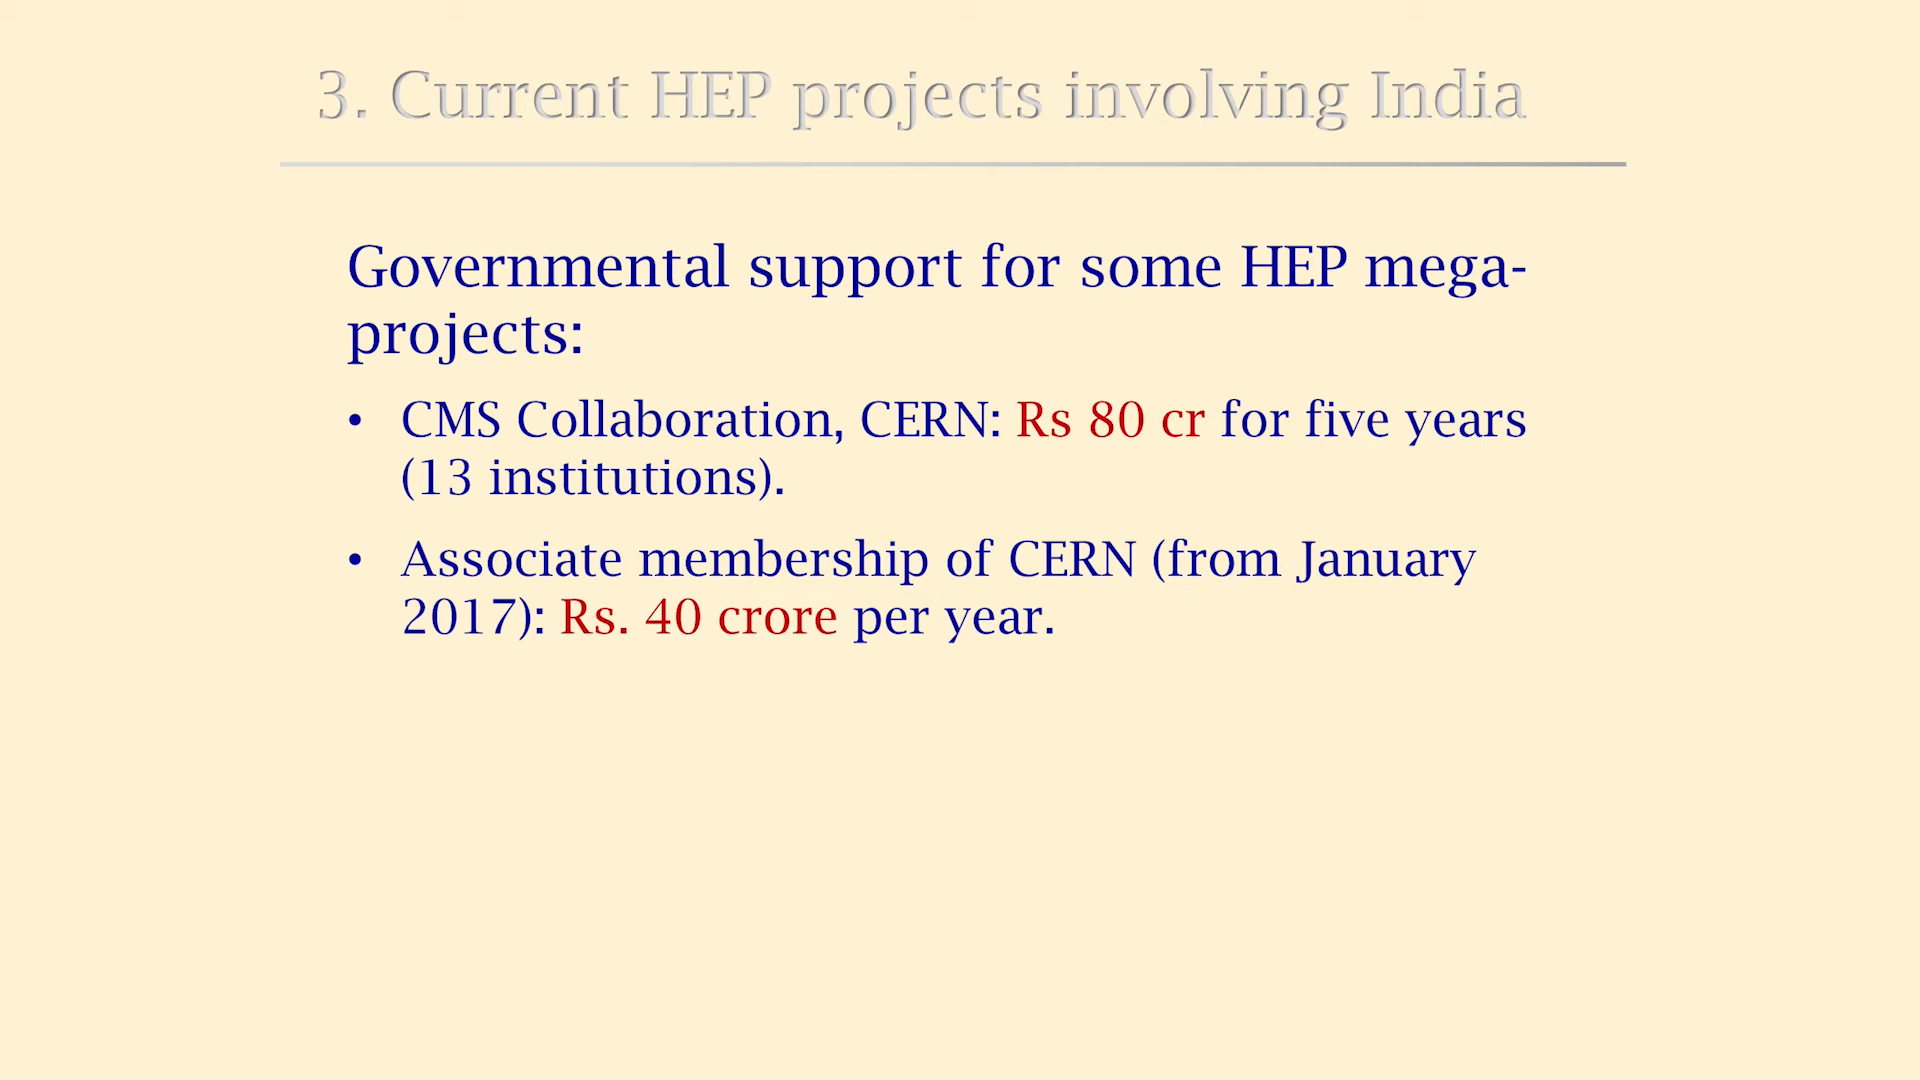 3. Current HEP projects involving India
Governmental support for some HEP mega-
projects:
• CMS Collaboration, CERN: Rs 80 cr for five years
(13 institutions).
• Associate membership of CERN (from January
2017): Rs. 40 crore per year.